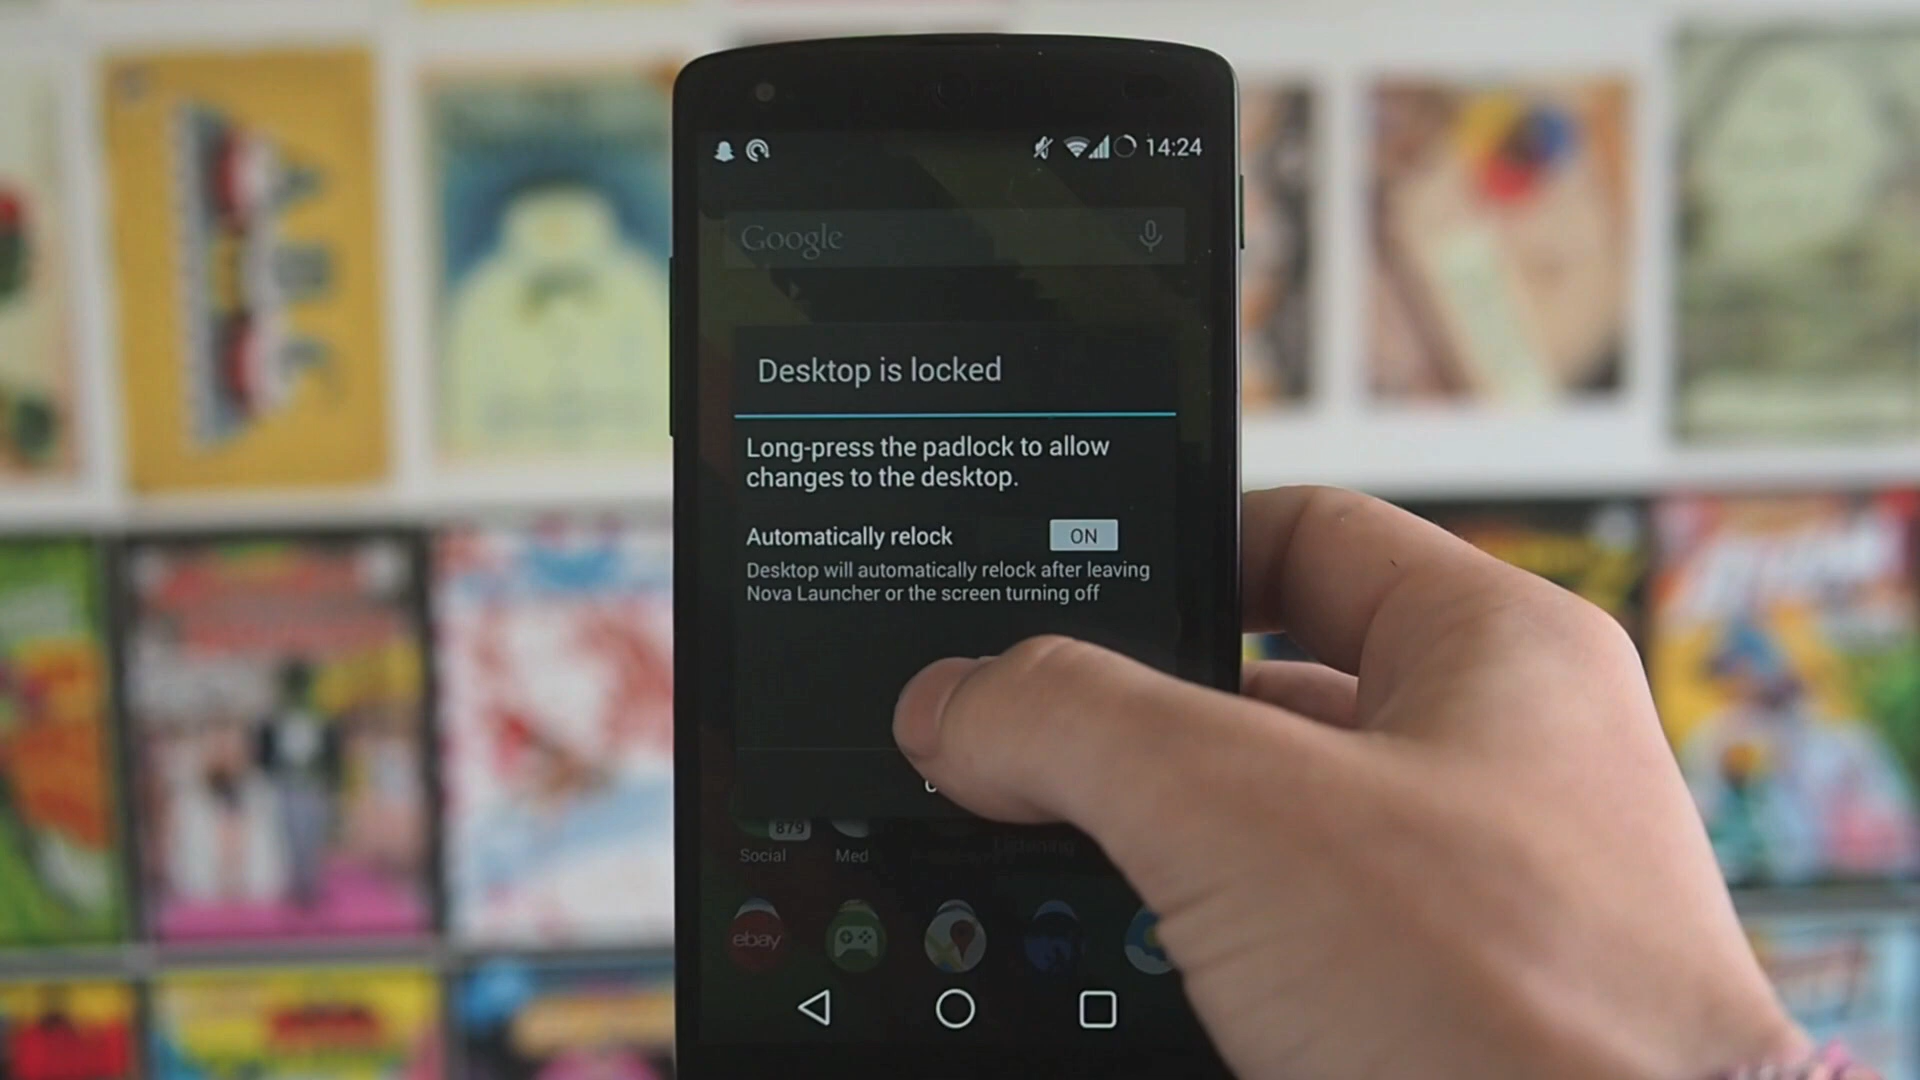 14:24
Google
Desktop is locked
Long-press the padlock to allow
changes to the desktop.
Automatically relock ON
Desktop will automatically relock after leaving
Nova Launcher or the screen turning off
879
Social Med
ebay